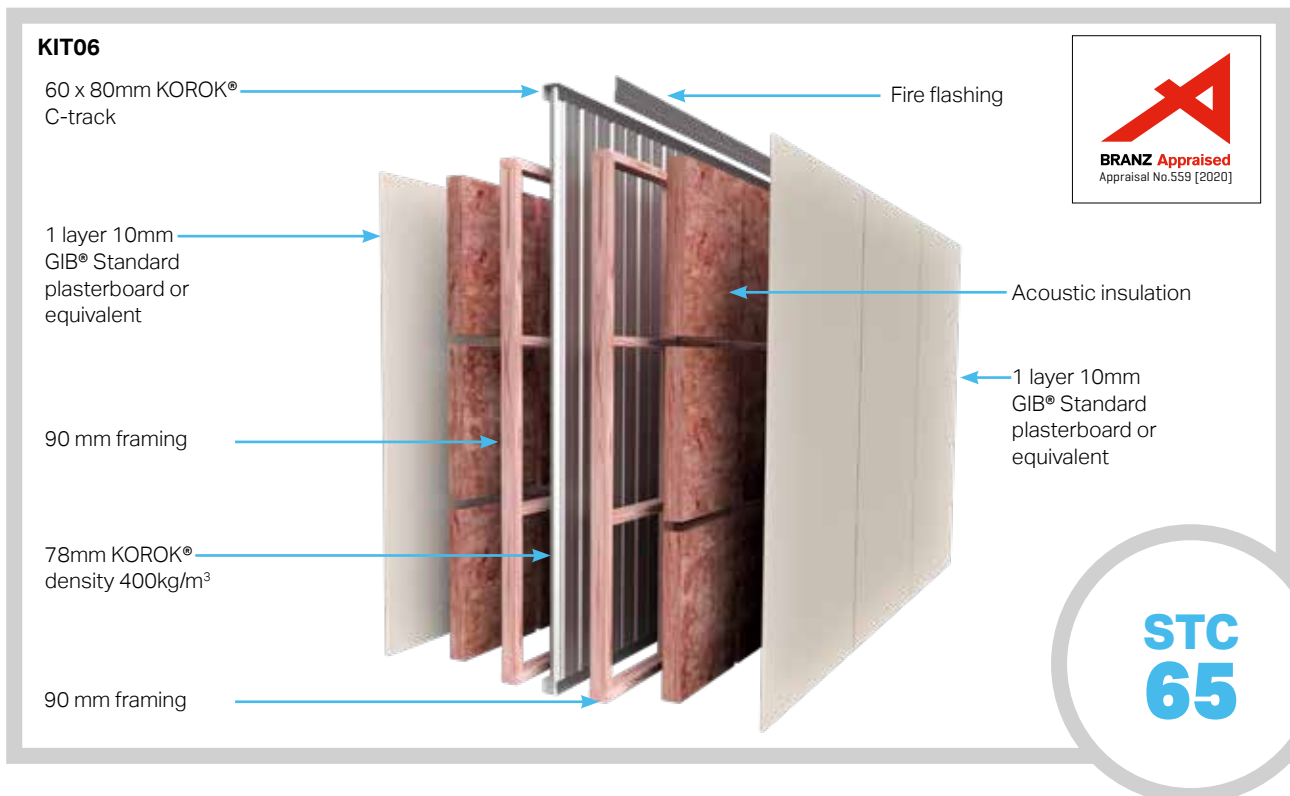 KIT06
60 x 80mm KOROK®
C-track
Fire flashing
BRANZ Appraised
Appraisal No.559 [2020]
1 layer 10mm
GIB® Standard
plasterboard or
equivalent
Acoustic insulation
1 layer 10mm
GIB® Standard
plasterboard or
equivalent
90 mm framing
78mm KOROK®
density 400kg/m³
90 mm framing
STC
65